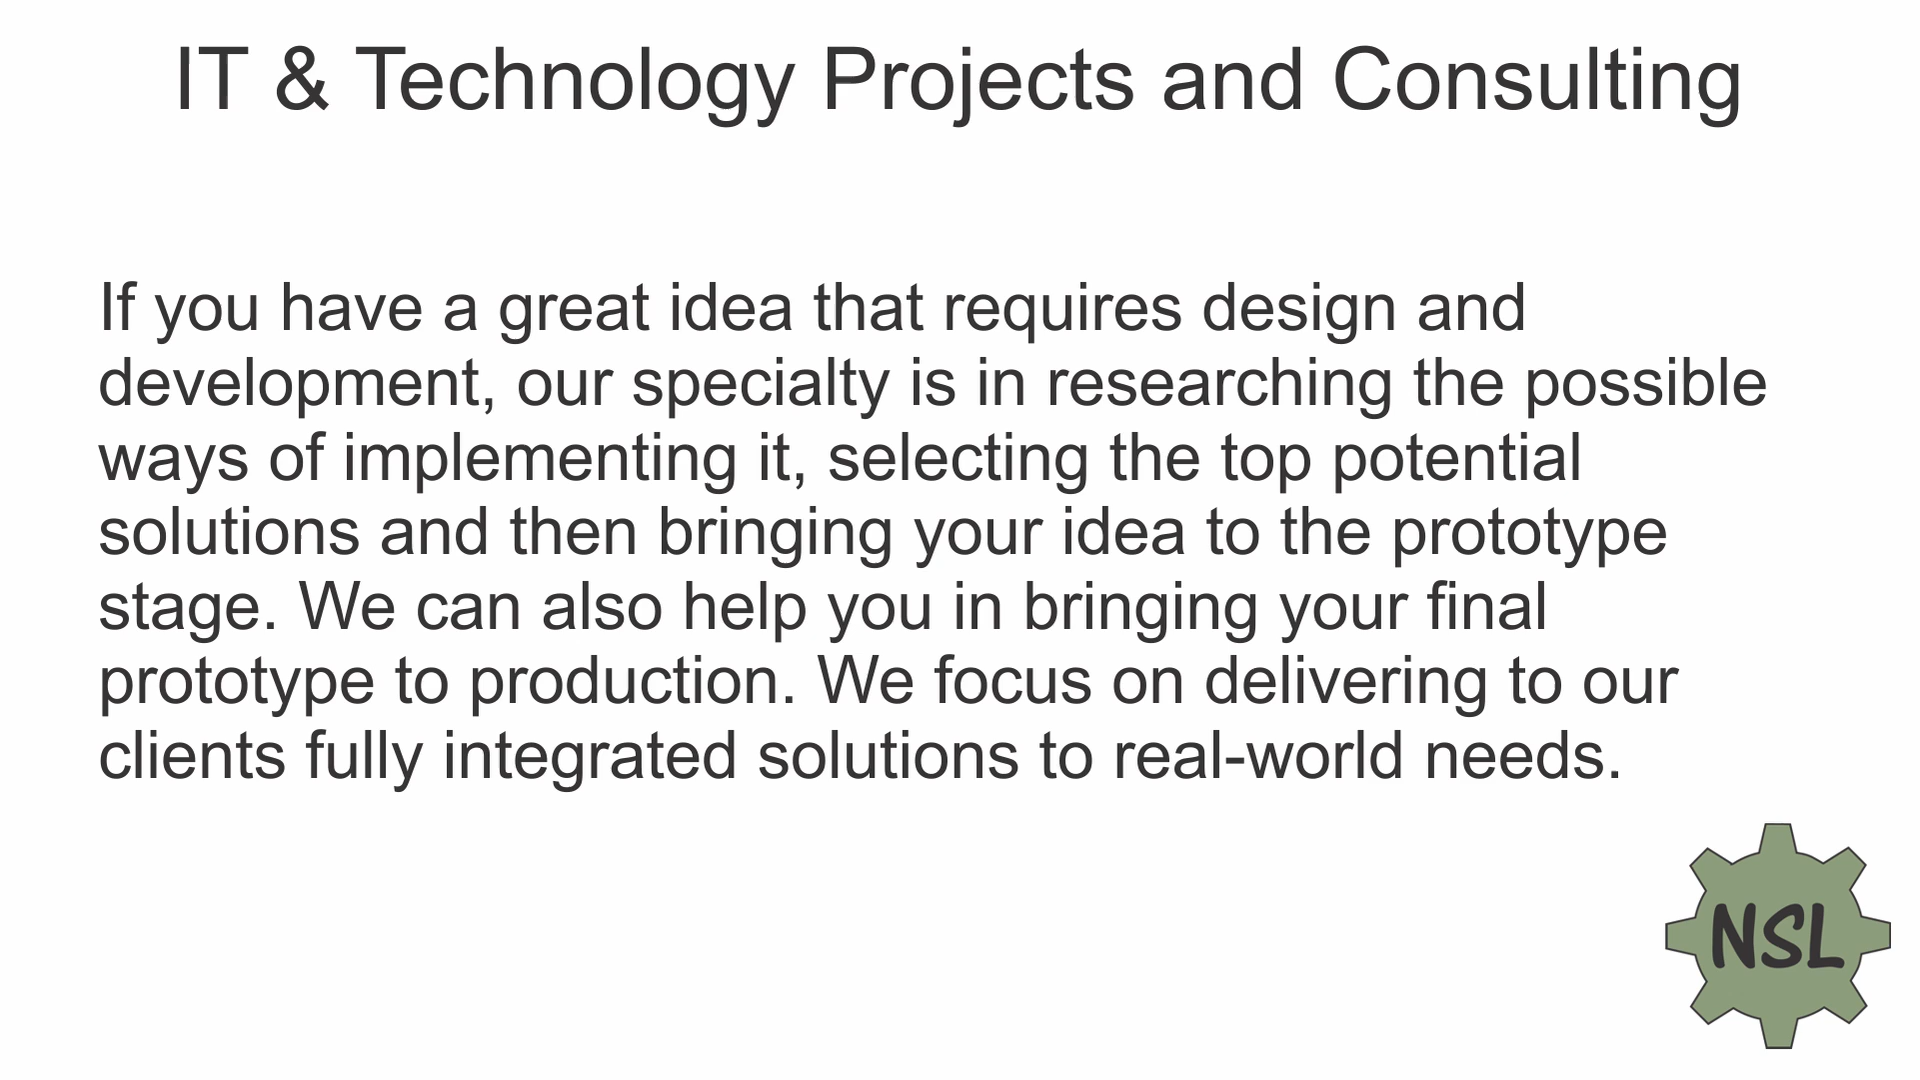 IT & Technology Projects and Consulting
If you have a great idea that requires design and
development, our specialty is in researching the possible
ways of implementing it, selecting the top potential
solutions and then bringing your idea to the prototype
stage. We can also help you in bringing your final
prototype to production. We focus on delivering to our
clients fully integrated solutions to real-world needs.
NSL